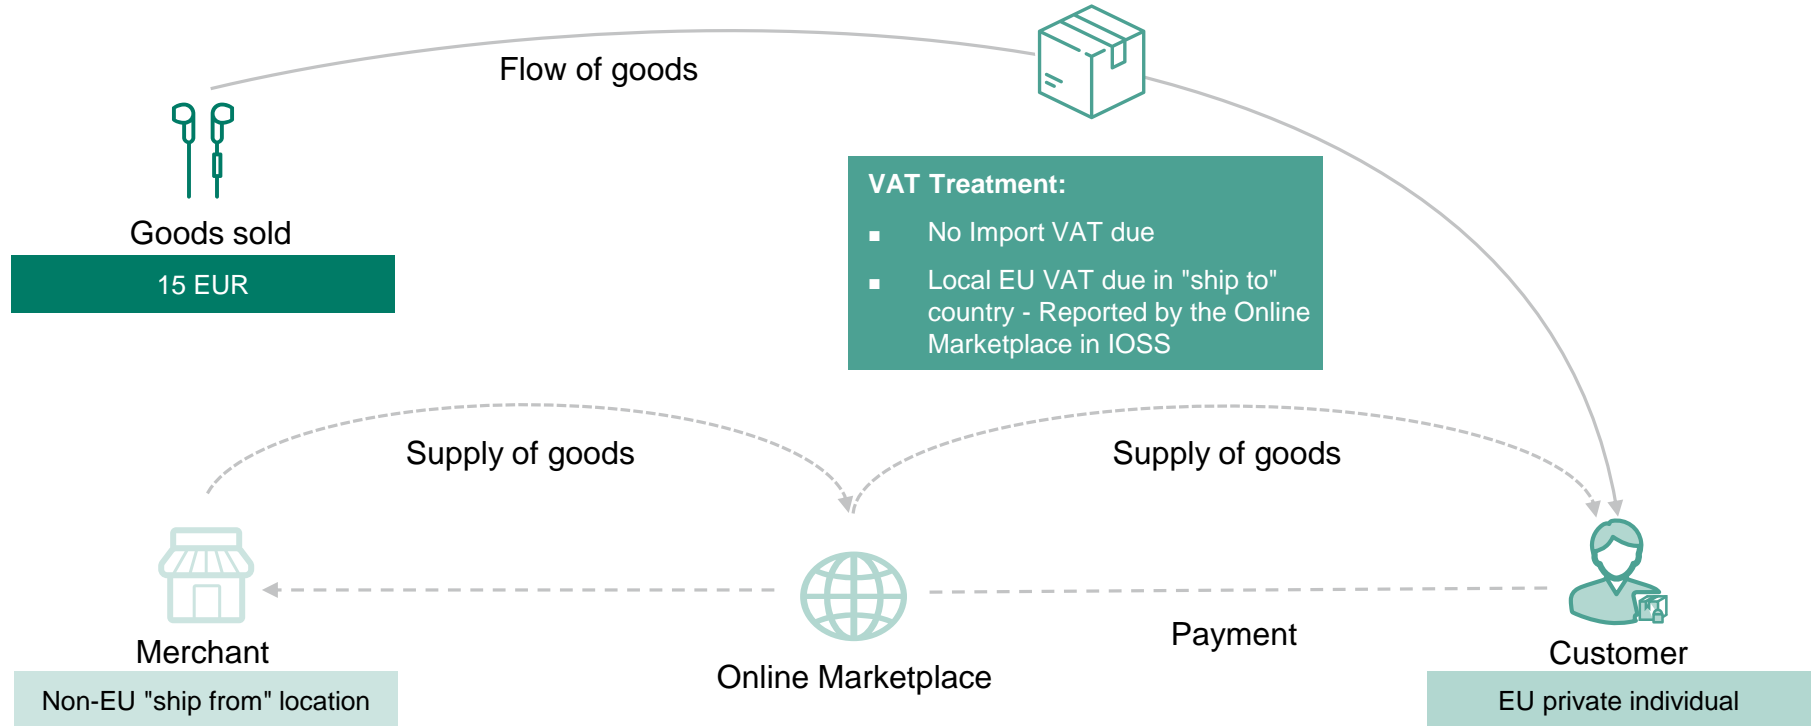 Flow of goods
Goods sold
15 EUR
VAT Treatment:
■ No Import VAT due
■ Local EU VAT due in "ship to"
country - Reported by the Online
Marketplace in IOSS
Supply of goods
Supply of goods
Payment
Merchant
Non-EU "ship from" location
Online Marketplace
Customer
EU private individual